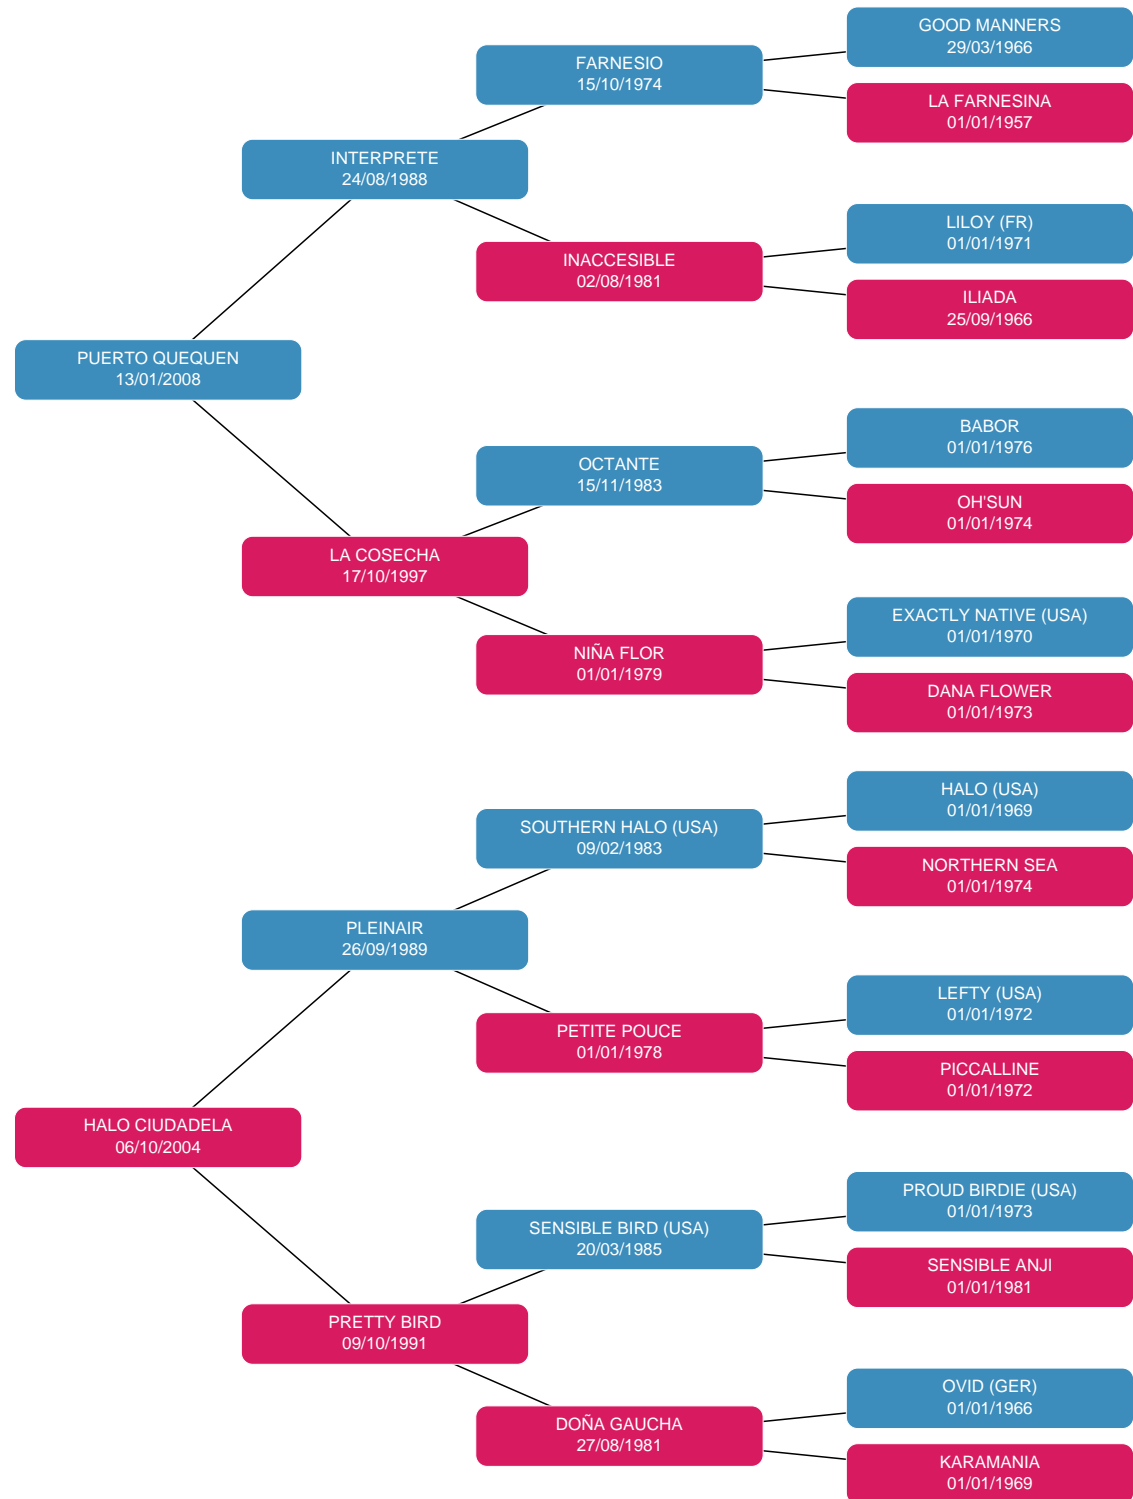 GOOD MANNERS
29/03/1966
FARNESIO
15/10/1974
LA FARNESINA
01/01/1957
INTERPRETE
24/08/1988
LILOY (FR)
01/01/1971
INACCESIBLE
02/08/1981
ILIADA
25/09/1966
PUERTO QUEQUEN
13/01/2008
BABOR
01/01/1976
OCTANTE
15/11/1983
OH'SUN
01/01/1974
LA COSECHA
17/10/1997
EXACTLY NATIVE (USA)
01/01/1970
NIÑA FLOR
01/01/1979
DANA FLOWER
01/01/1973
HALO (USA)
01/01/1969
SOUTHERN HALO (USA)
09/02/1983
NORTHERN SEA
01/01/1974
PLEINAIR
26/09/1989
LEFTY (USA)
01/01/1972
PETITE POUCE
01/01/1978
PICCALLINE
01/01/1972
HALO CIUDADELA
06/10/2004
PROUD BIRDIE (USA)
01/01/1973
SENSIBLE BIRD (USA)
20/03/1985
SENSIBLE ANJI
01/01/1981
PRETTY BIRD
09/10/1991
OVID (GER)
01/01/1966
DOÑA GAUCHA
27/08/1981
KARAMANIA
01/01/1969